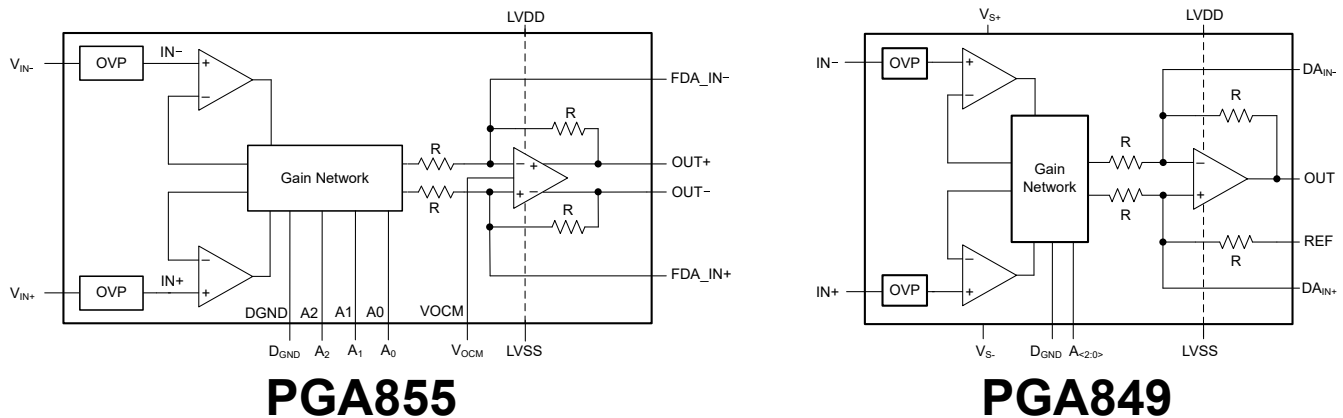 LVDD
OVP
IN−
V_IN−
+
−
FDA_IN−
R
R
− +
OUT+
Gain Network
R
+ −
OUT−
R
−
+
FDA_IN+
V_IN+
OVP
IN+
DGND A2 A1 A0 VOCM
D_GND A_2 A_1 A_0 V_OCM LVSS
PGA855
V_S+ LVDD
IN−
OVP
+
−
DA_IN−
R
R
−
Gain
Network
OUT
R
+
REF
R
−
+
IN+
OVP
DA_IN+
V_S- D_GND A_<2:0> LVSS
PGA849